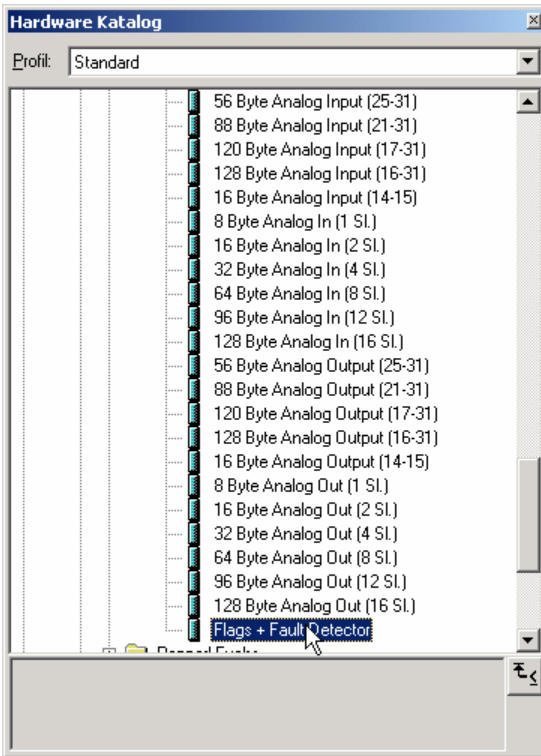 Hardware Katalog
Profil: Standard
56 Byte Analog Input (25-31)
88 Byte Analog Input (21-31)
120 Byte Analog Input (17-31)
128 Byte Analog Input (16-31)
16 Byte Analog Input (14-15)
8 Byte Analog In (1 Sl.)
16 Byte Analog In (2 Sl.)
32 Byte Analog In (4 Sl.)
64 Byte Analog In (8 Sl.)
96 Byte Analog In (12 Sl.)
128 Byte Analog In (16 Sl.)
56 Byte Analog Output (25-31)
88 Byte Analog Output (21-31)
120 Byte Analog Output (17-31)
128 Byte Analog Output (16-31)
16 Byte Analog Output (14-15)
8 Byte Analog Out (1 Sl.)
16 Byte Analog Out (2 Sl.)
32 Byte Analog Out (4 Sl.)
64 Byte Analog Out (8 Sl.)
96 Byte Analog Out (12 Sl.)
128 Byte Analog Out (16 Sl.)
Flags + Fault Detector